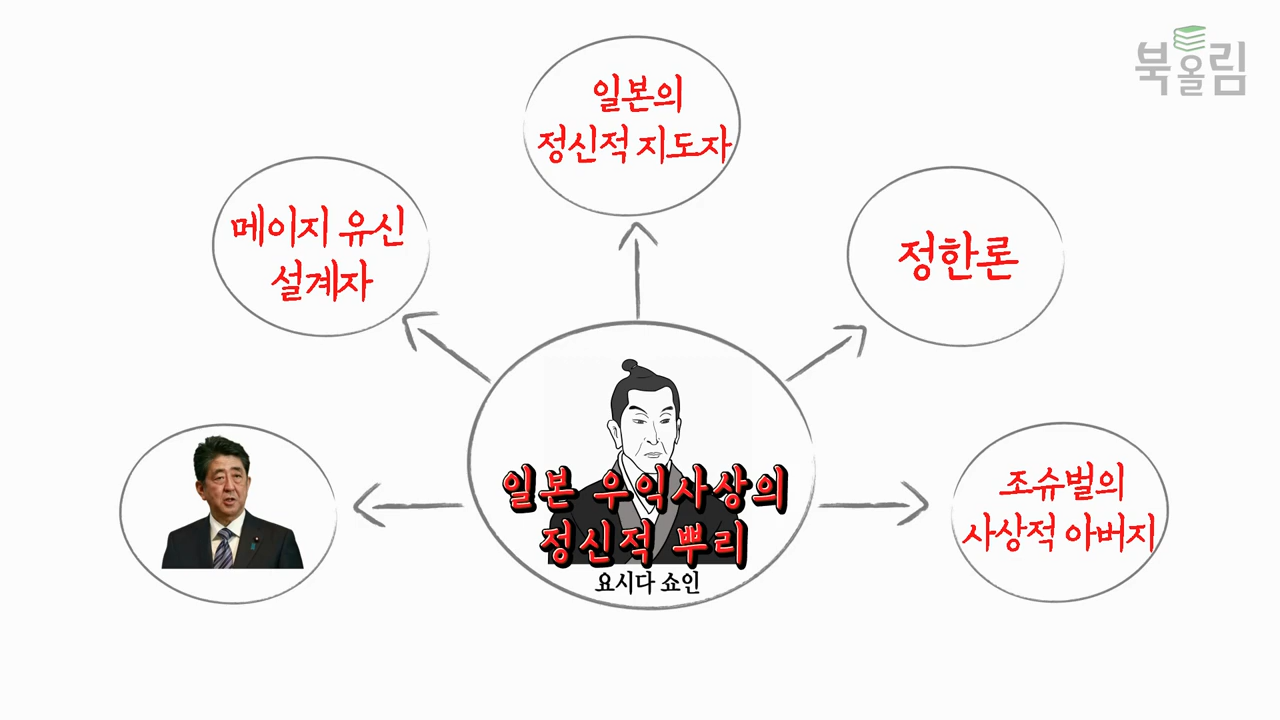 북올림
일본의
정신적 지도자
메이지 유신
설계자
정한론
일본 우익사상의
정신적 뿌리
요시다 쇼인
조슈벌의
사상적 아버지